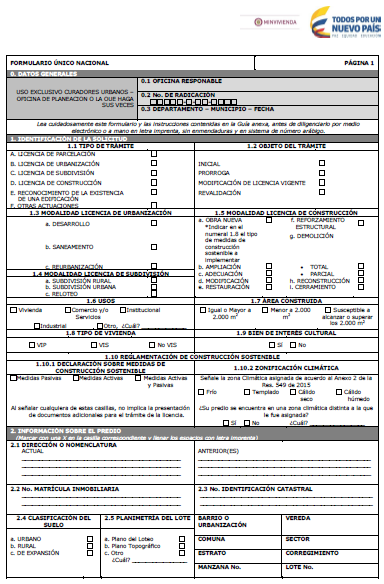 MINVIVIENDA
TODOS POR UN
NUEVO PAÍS
FORMULARIO ÚNICO NACIONAL PÁGINA 1
0. DATOS GENERALES
USO EXCLUSIVO CURADORES URBANOS – OFICINA DE PLANEACION O LA QUE HAGA SUS VECES
0.1 OFICINA RESPONSABLE
0.2 No. DE RADICACIÓN
0.3 DEPARTAMENTO – MUNICIPIO – FECHA
Lea cuidadosamente este formulario y las instrucciones contenidas en la Guía anexa, antes de diligenciarlo por medio
electrónico o a mano en letra imprenta, sin enmendaduras y en sistema de número arábigo.
1. IDENTIFICACIÓN DE LA SOLICITUD
1.1 TIPO DE TRÁMITE
A. LICENCIA DE PARCELACIÓN
B. LICENCIA DE URBANIZACIÓN
C. LICENCIA DE SUBDIVISIÓN
D. LICENCIA DE CONSTRUCCIÓN
E. RECONOCIMIENTO DE LA EXISTENCIA
DE UNA EDIFICACIÓN
F. OTRAS ACTUACIONES
1.2 OBJETO DEL TRÁMITE
INICIAL
PRORROGA
MODIFICACIÓN DE LICENCIA VIGENTE
REVALIDACIÓN
1.3 MODALIDAD LICENCIA DE URBANIZACIÓN
a. DESARROLLO
b. SANEAMIENTO
c. REURBANIZACIÓN
1.4 MODALIDAD LICENCIA DE SUBDIVISIÓN
a. SUBDIVISIÓN RURAL
b. SUBDIVISIÓN URBANA
c. RELOTEO
1.5 MODALIDAD LICENCIA DE CONSTRUCCIÓN
a. OBRA NUEVA
*Indicar en el
numeral 1.8 el tipo
de medidas de
construcción
sostenible a
implementar
b. AMPLIACIÓN
c. ADECUACIÓN
d. MODIFICACIÓN
e. RESTAURACIÓN
f. REFORZAMIENTO
ESTRUCTURAL
g. DEMOLICIÓN
• TOTAL
• PARCIAL
h. RECONSTRUCCIÓN
i. CERRAMIENTO
1.6 USOS
Vivienda Comercio y/o Servicios Institucional
Industrial Otro, ¿Cuál?
1.7 ÁREA CONSTRUIDA
Igual o Mayor a 2.000 m² Menor a 2.000 m² Susceptible a alcanzar o superar los 2.000 m²
1.8 TIPO DE VIVIENDA
VIP VIS No VIS
1.9 BIEN DE INTERÉS CULTURAL
Sí No
1.10 REGLAMENTACIÓN DE CONSTRUCCIÓN SOSTENIBLE
1.10.1 DECLARACIÓN SOBRE MEDIDAS DE
CONSTRUCCIÓN SOSTENIBLE
Medidas Pasivas Medidas Activas Medidas Activas y Pasivas
Al señalar cualquiera de estas casillas, no implica la presentación
de documentos adicionales para el trámite de la licencia.
1.10.2. ZONIFICACIÓN CLIMÁTICA
Señale la zona Climática asignada de acuerdo al Anexo 2 de la
Res. 549 de 2015
Frío Templado Cálido seco Cálido húmedo
¿Su predio se encuentra en una zona climática distinta a la que
le fue asignada?
Sí No ¿Cuál?
2. INFORMACIÓN SOBRE EL PREDIO
(Marcar con una X en la casilla correspondiente y llenar los espacios con letra imprenta)
2.1 DIRECCIÓN O NOMENCLATURA
ACTUAL ANTERIOR(ES)
2.2 No. MATRÍCULA INMOBILIARIA
2.3 No. IDENTIFICACIÓN CATASTRAL
2.4 CLASIFICACIÓN DEL
SUELO
a. URBANO
b. RURAL
c. DE EXPANSIÓN
2.5 PLANIMETRÍA DEL LOTE
a. Plano del Loteo
b. Plano Topográfico
c. Otro
¿Cuál?
BARRIO O URBANIZACIÓN VEREDA
COMUNA SECTOR
ESTRATO CORREGIMIENTO
MANZANA No. LOTE No.